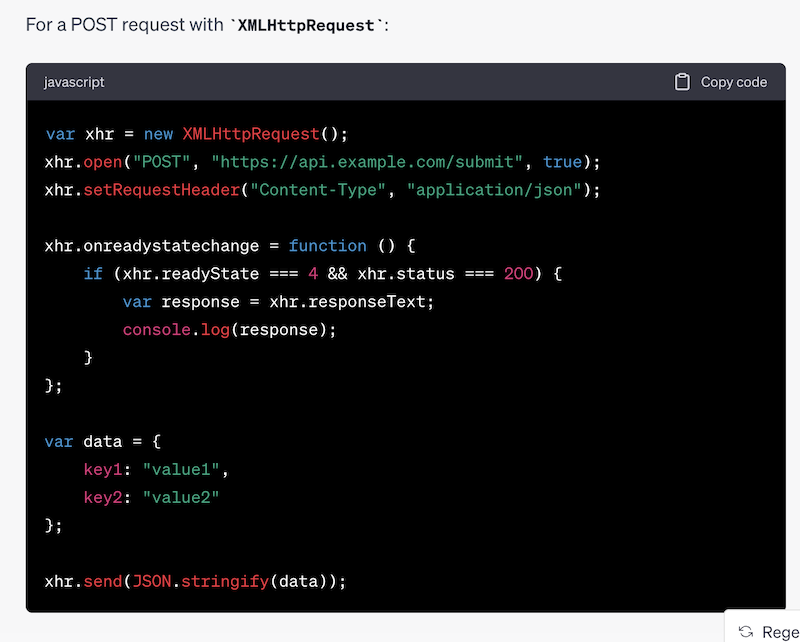 For a POST request with `XMLHttpRequest`:
javascript
Copy code
var xhr = new XMLHttpRequest();
xhr.open("POST", "https://api.example.com/submit", true);
xhr.setRequestHeader("Content-Type", "application/json");
xhr.onreadystatechange = function () {
    if (xhr.readyState === 4 && xhr.status === 200) {
        var response = xhr.responseText;
        console.log(response);
    }
};
var data = {
    key1: "value1",
    key2: "value2"
};
xhr.send(JSON.stringify(data));
Rege